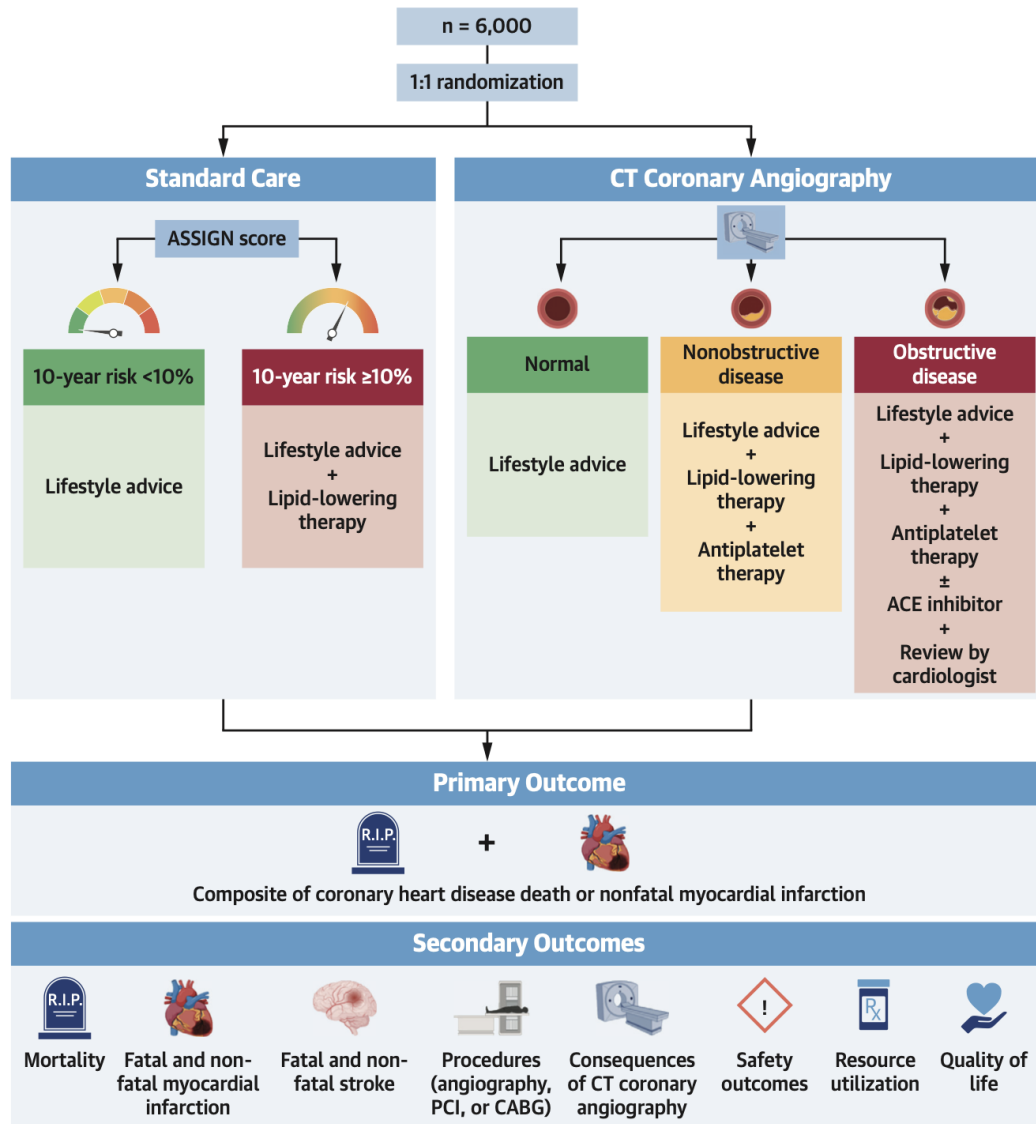 n = 6,000
1:1 randomization
Standard Care
ASSIGN score
10-year risk <10%
Lifestyle advice
10-year risk ≥10%
Lifestyle advice
+
Lipid-lowering
therapy
CT Coronary Angiography
Normal
Lifestyle advice
Nonobstructive
disease
Lifestyle advice
+
Lipid-lowering
therapy
+
Antiplatelet
therapy
Obstructive
disease
Lifestyle advice
+
Lipid-lowering
therapy
+
Antiplatelet
therapy
±
ACE inhibitor
+
Review by
cardiologist
Primary Outcome
R.I.P.
+
Composite of coronary heart disease death or nonfatal myocardial infarction
Secondary Outcomes
R.I.P.
Mortality
Fatal and non-
fatal myocardial
infarction
Fatal and non-
fatal stroke
Procedures
(angiography,
PCI, or CABG)
Consequences
of CT coronary
angiography
!
Safety
outcomes
Rx
Resource
utilization
Quality of
life